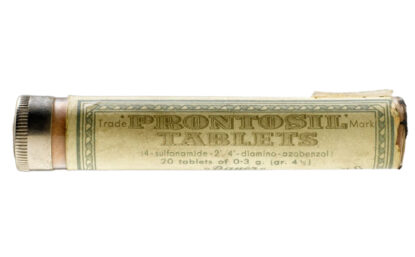 Trade "PRONTOSIL" Mark
TABLETS
(4-sulfonamide-2', 4'-diamino-azobenzol)
20 tablets of 0·3 g. (gr. 4½)